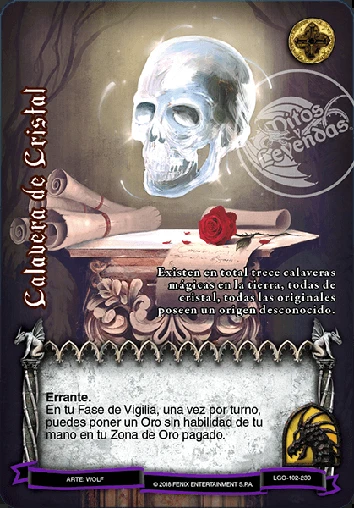 Calavera de Cristal
Mitos y
Leyendas
Existen en total trece calaveras
mágicas en la tierra, todas de
cristal, todas las originales
poseen un origen desconocido.
Errante.
En tu Fase de Vigilia, una vez por turno,
puedes poner un Oro sin habilidad de tu
mano en tu Zona de Oro pagado.
ARTE: WOLF
© 2018 FENIX ENTERTAINMENT S.P.A